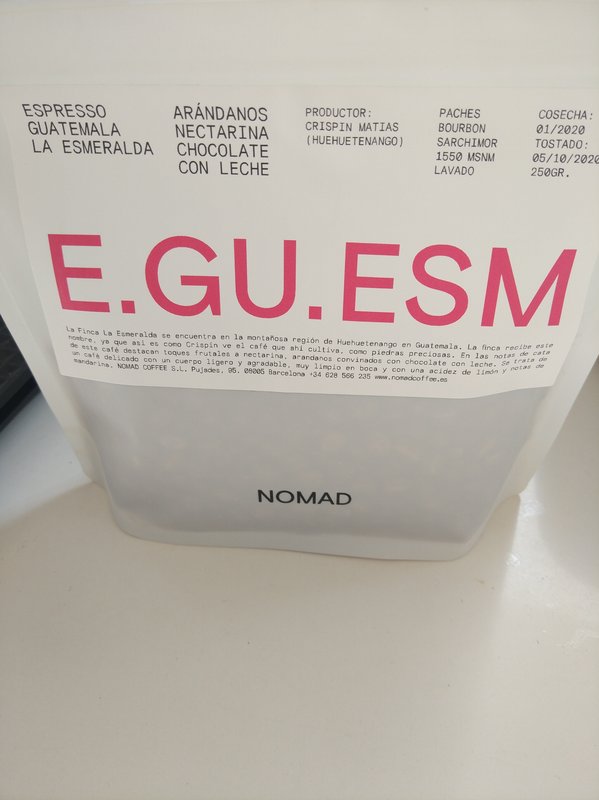 ESPRESSO
GUATEMALA
LA ESMERALDA
ARÁNDANOS
NECTARINA
CHOCOLATE
CON LECHE
PRODUCTOR:
CRISPIN MATIAS
(HUEHUETENANGO)
PACHES
BOURBON
SARCHIMOR
1550 MSNM
LAVADO
COSECHA:
01/2020
TOSTADO:
05/10/2020
250GR.
E.GU.ESM
La Finca La Esmeralda se encuentra en la montañosa región de Huehuetenango en Guatemala. La finca recibe este
nombre, ya que así es como Crispín ve el café que ahí cultiva, como piedras preciosas. En las notas de cata
de este café destacan toques frutales a nectarina, arandanos convinados con chocolate con leche. Se trata de
un café delicado con un cuerpo ligero y agradable, muy limpio en boca y con una acidez de limón y notas de
mandarina. NOMAD COFFEE S.L. Pujades, 95. 08005 Barcelona +34 628 566 235 www.nomadcoffee.es
NOMAD